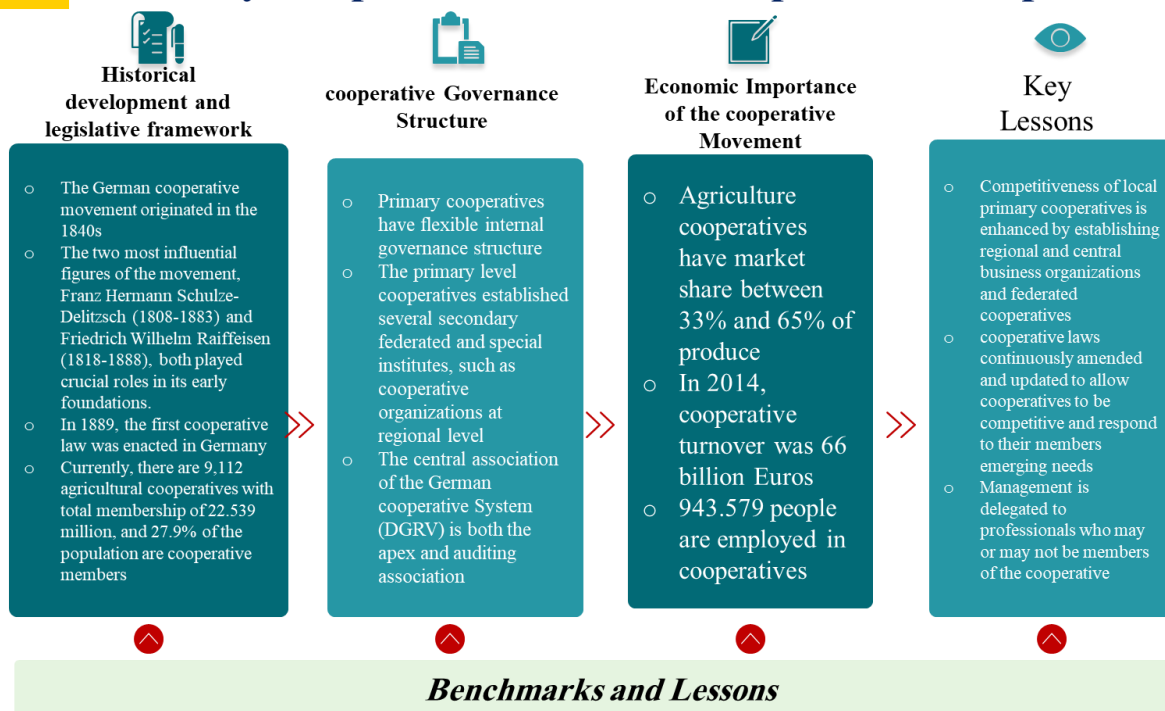 Historical
development and
legislative framework
o The German cooperative
movement originated in the
1840s
o The two most influential
figures of the movement,
Franz Hermann Schulze-
Delitzsch (1808-1883) and
Friedrich Wilhelm Raiffeisen
(1818-1888), both played
crucial roles in its early
foundations.
o In 1889, the first cooperative
law was enacted in Germany
o Currently, there are 9,112
agricultural cooperatives with
total membership of 22.539
million, and 27.9% of the
population are cooperative
members
cooperative Governance
Structure
o Primary cooperatives
have flexible internal
governance structure
o The primary level
cooperatives established
several secondary
federated and special
institutes, such as
cooperative
organizations at
regional level
o The central association
of the German
cooperative System
(DGRV) is both the
apex and auditing
association
Economic Importance
of the cooperative
Movement
o Agriculture
cooperatives
have market
share between
33% and 65% of
produce
o In 2014,
cooperative
turnover was 66
billion Euros
o 943.579 people
are employed in
cooperatives
Key
Lessons
o Competitiveness of local
primary cooperatives is
enhanced by establishing
regional and central
business organizations
and federated
cooperatives
o cooperative laws
continuously amended
and updated to allow
cooperatives to be
competitive and respond
to their members
emerging needs
o Management is
delegated to
professionals who may
or may not be members
of the cooperative
Benchmarks and Lessons